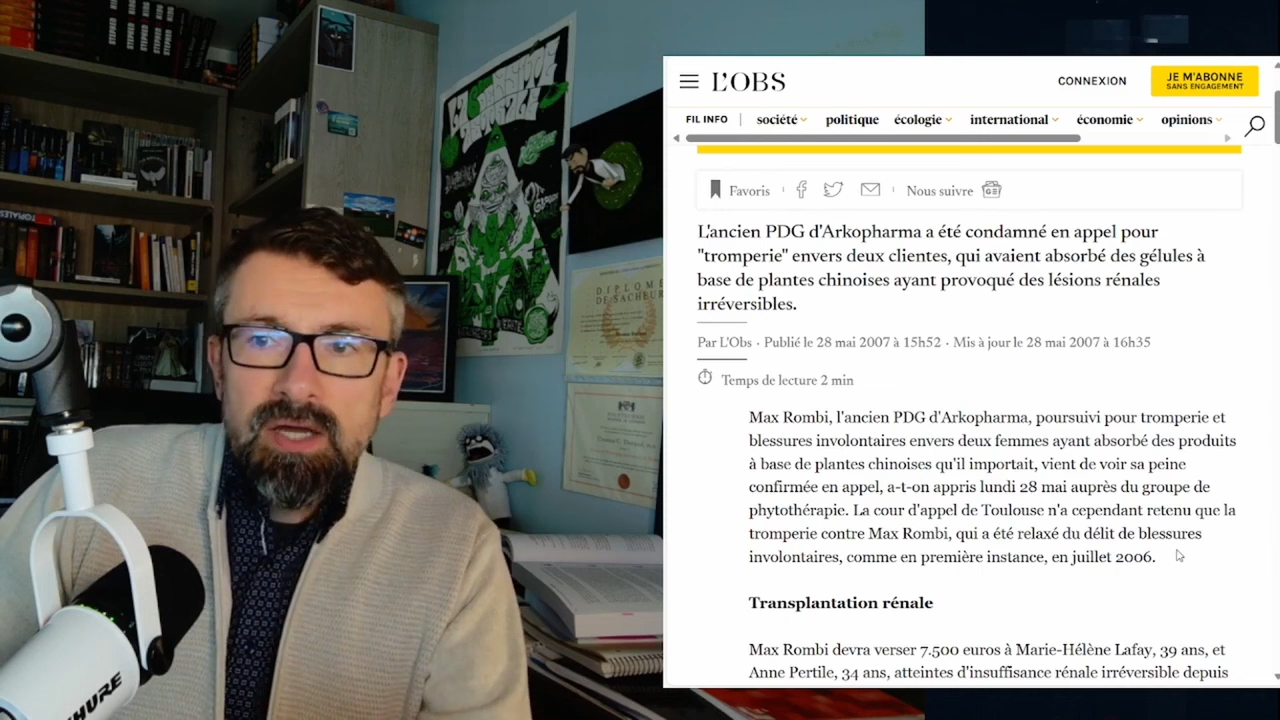 L'OBS
CONNEXION
JE M'ABONNE
SANS ENGAGEMENT
FIL INFO
société
politique
écologie
international
économie
opinions
Favoris
Nous suivre
L'ancien PDG d'Arkopharma a été condamné en appel pour
"tromperie" envers deux clientes, qui avaient absorbé des gélules à
base de plantes chinoises ayant provoqué des lésions rénales
irréversibles.
Par L'Obs · Publié le 28 mai 2007 à 15h52 · Mis à jour le 28 mai 2007 à 16h35
Temps de lecture 2 min
Max Rombi, l'ancien PDG d'Arkopharma, poursuivi pour tromperie et
blessures involontaires envers deux femmes ayant absorbé des produits
à base de plantes chinoises qu'il importait, vient de voir sa peine
confirmée en appel, a-t-on appris lundi 28 mai auprès du groupe de
phytothérapie. La cour d'appel de Toulouse n'a cependant retenu que la
tromperie contre Max Rombi, qui a été relaxé du délit de blessures
involontaires, comme en première instance, en juillet 2006.
Transplantation rénale
Max Rombi devra verser 7.500 euros à Marie-Hélène Lafay, 39 ans, et
Anne Pertile, 34 ans, atteintes d'insuffisance rénale irréversible depuis
DIPLOME
SHURE